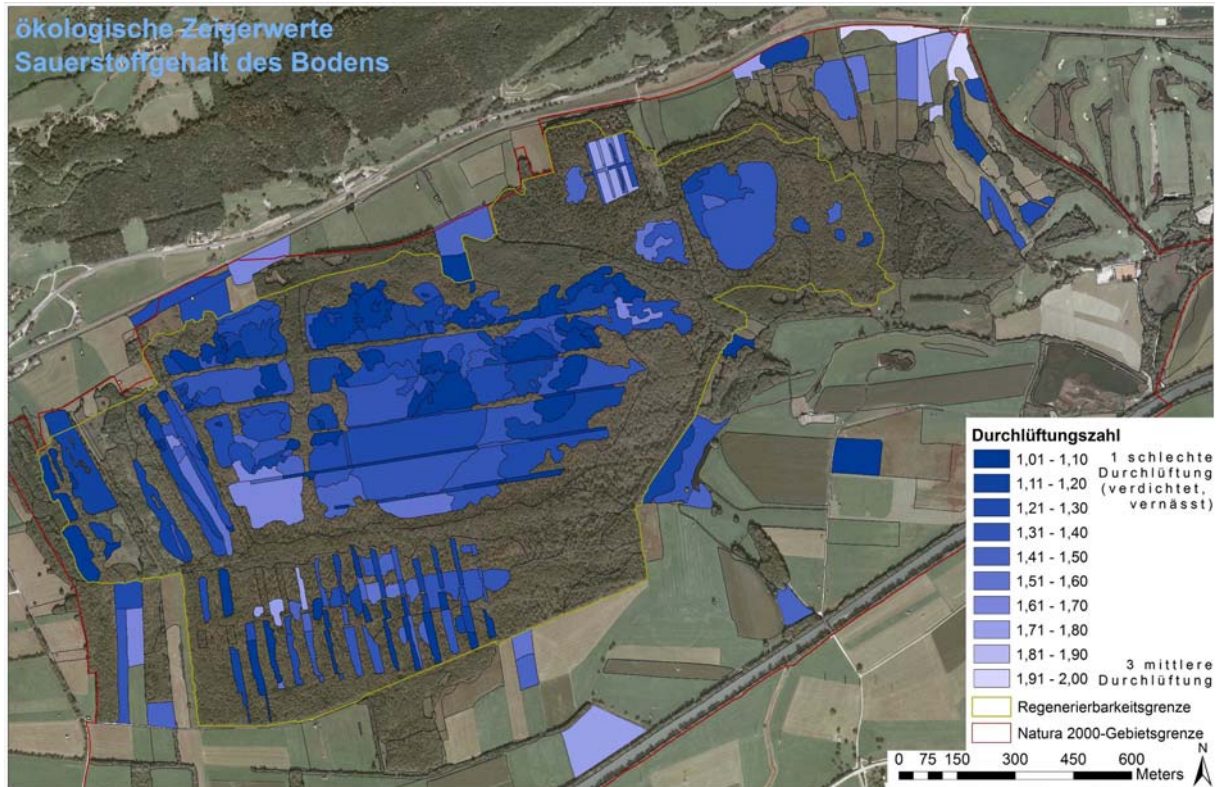 ökologische Zeigerwerte
Sauerstoffgehalt des Bodens
Durchlüftungszahl
1,01 - 1,10
1,11 - 1,20
1,21 - 1,30
1,31 - 1,40
1,41 - 1,50
1,51 - 1,60
1,61 - 1,70
1,71 - 1,80
1,81 - 1,90
1,91 - 2,00
1 schlechte
Durchlüftung
(verdichtet,
vernässt)
3 mittlere
Durchlüftung
Regenerierbarkeitsgrenze
Natura 2000-Gebietsgrenze
N
0 75 150 300 450 600
Meters